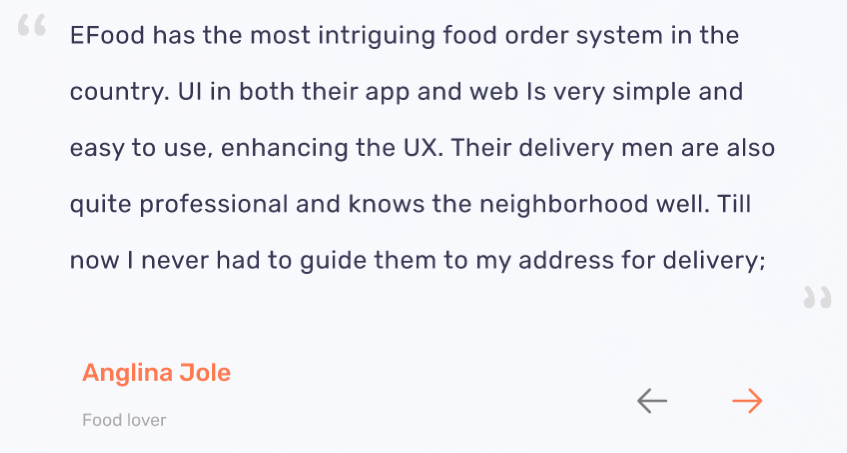 “
EFood has the most intriguing food order system in the
country. UI in both their app and web Is very simple and
easy to use, enhancing the UX. Their delivery men are also
quite professional and knows the neighborhood well. Till
now I never had to guide them to my address for delivery;
”
Anglina Jole
Food lover